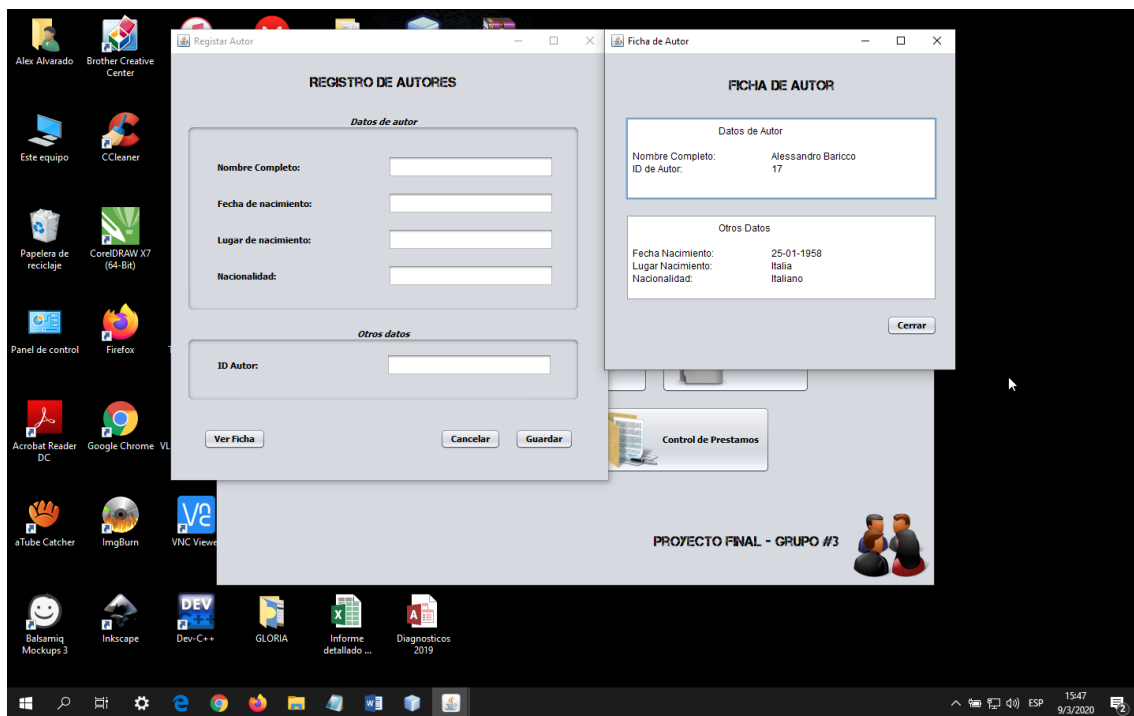 Registar Autor
REGISTRO DE AUTORES
Datos de autor
Nombre Completo:
Fecha de nacimiento:
Lugar de nacimiento:
Nacionalidad:
Otros datos
ID Autor:
Ver Ficha
Cancelar
Guardar
Ficha de Autor
FICHA DE AUTOR
Datos de Autor
Nombre Completo: Alessandro Baricco
ID de Autor: 17
Otros Datos
Fecha Nacimiento: 25-01-1958
Lugar Nacimiento: Italia
Nacionalidad: Italiano
Cerrar
Control de Prestamos
PROYECTO FINAL - GRUPO #3
Alex Alvarado
Brother Creative
Center
Este equipo
CCleaner
Papelera de
reciclaje
CorelDRAW X7
(64-Bit)
Panel de control
Firefox
Acrobat Reader
DC
Google Chrome
VL
aTube Catcher
ImgBurn
VNC Viewe
Balsamiq
Mockups 3
Inkscape
DEV
C++
Dev-C++
GLORIA
Informe
detallado ...
Diagnosticos
2019
ESP
15:47
9/3/2020
2